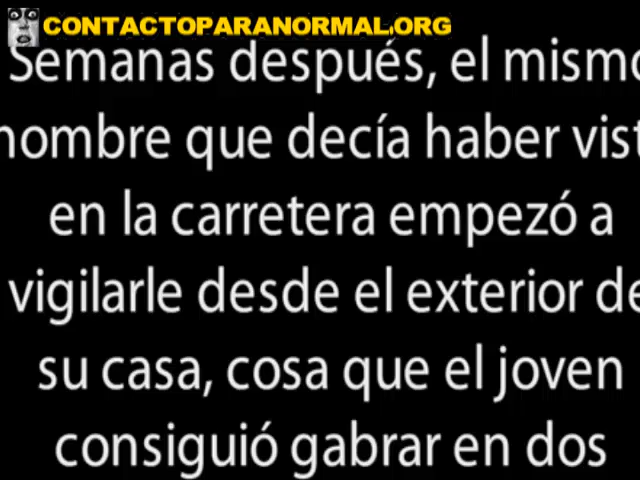 CONTACTOPARANORMAL.ORG
Semanas después, el mismo
hombre que decía haber vist
en la carretera empezó a
vigilarle desde el exterior de
su casa, cosa que el joven
consiguió gabrar en dos